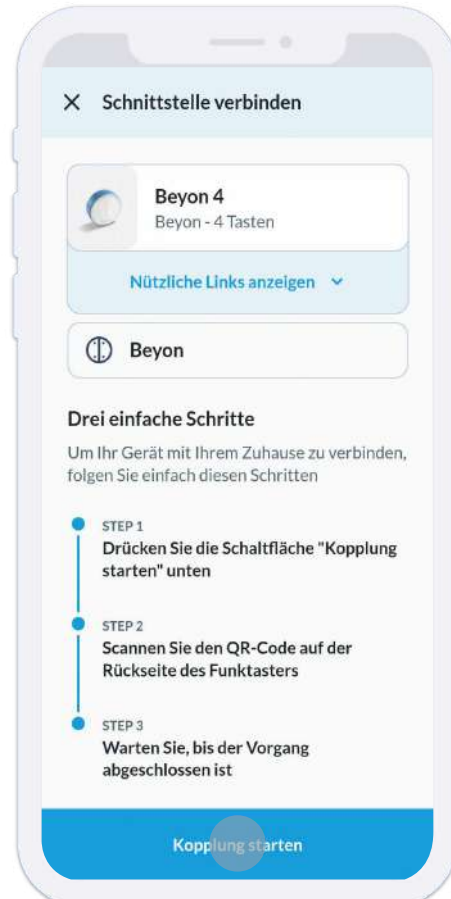 Schnittstelle verbinden
Beyon 4
Beyon - 4 Tasten
Nützliche Links anzeigen
Beyon
Drei einfache Schritte
Um Ihr Gerät mit Ihrem Zuhause zu verbinden,
folgen Sie einfach diesen Schritten
STEP 1
Drücken Sie die Schaltfläche "Kopplung
starten" unten
STEP 2
Scannen Sie den QR-Code auf der
Rückseite des Funktasters
STEP 3
Warten Sie, bis der Vorgang
abgeschlossen ist
Kopplung starten